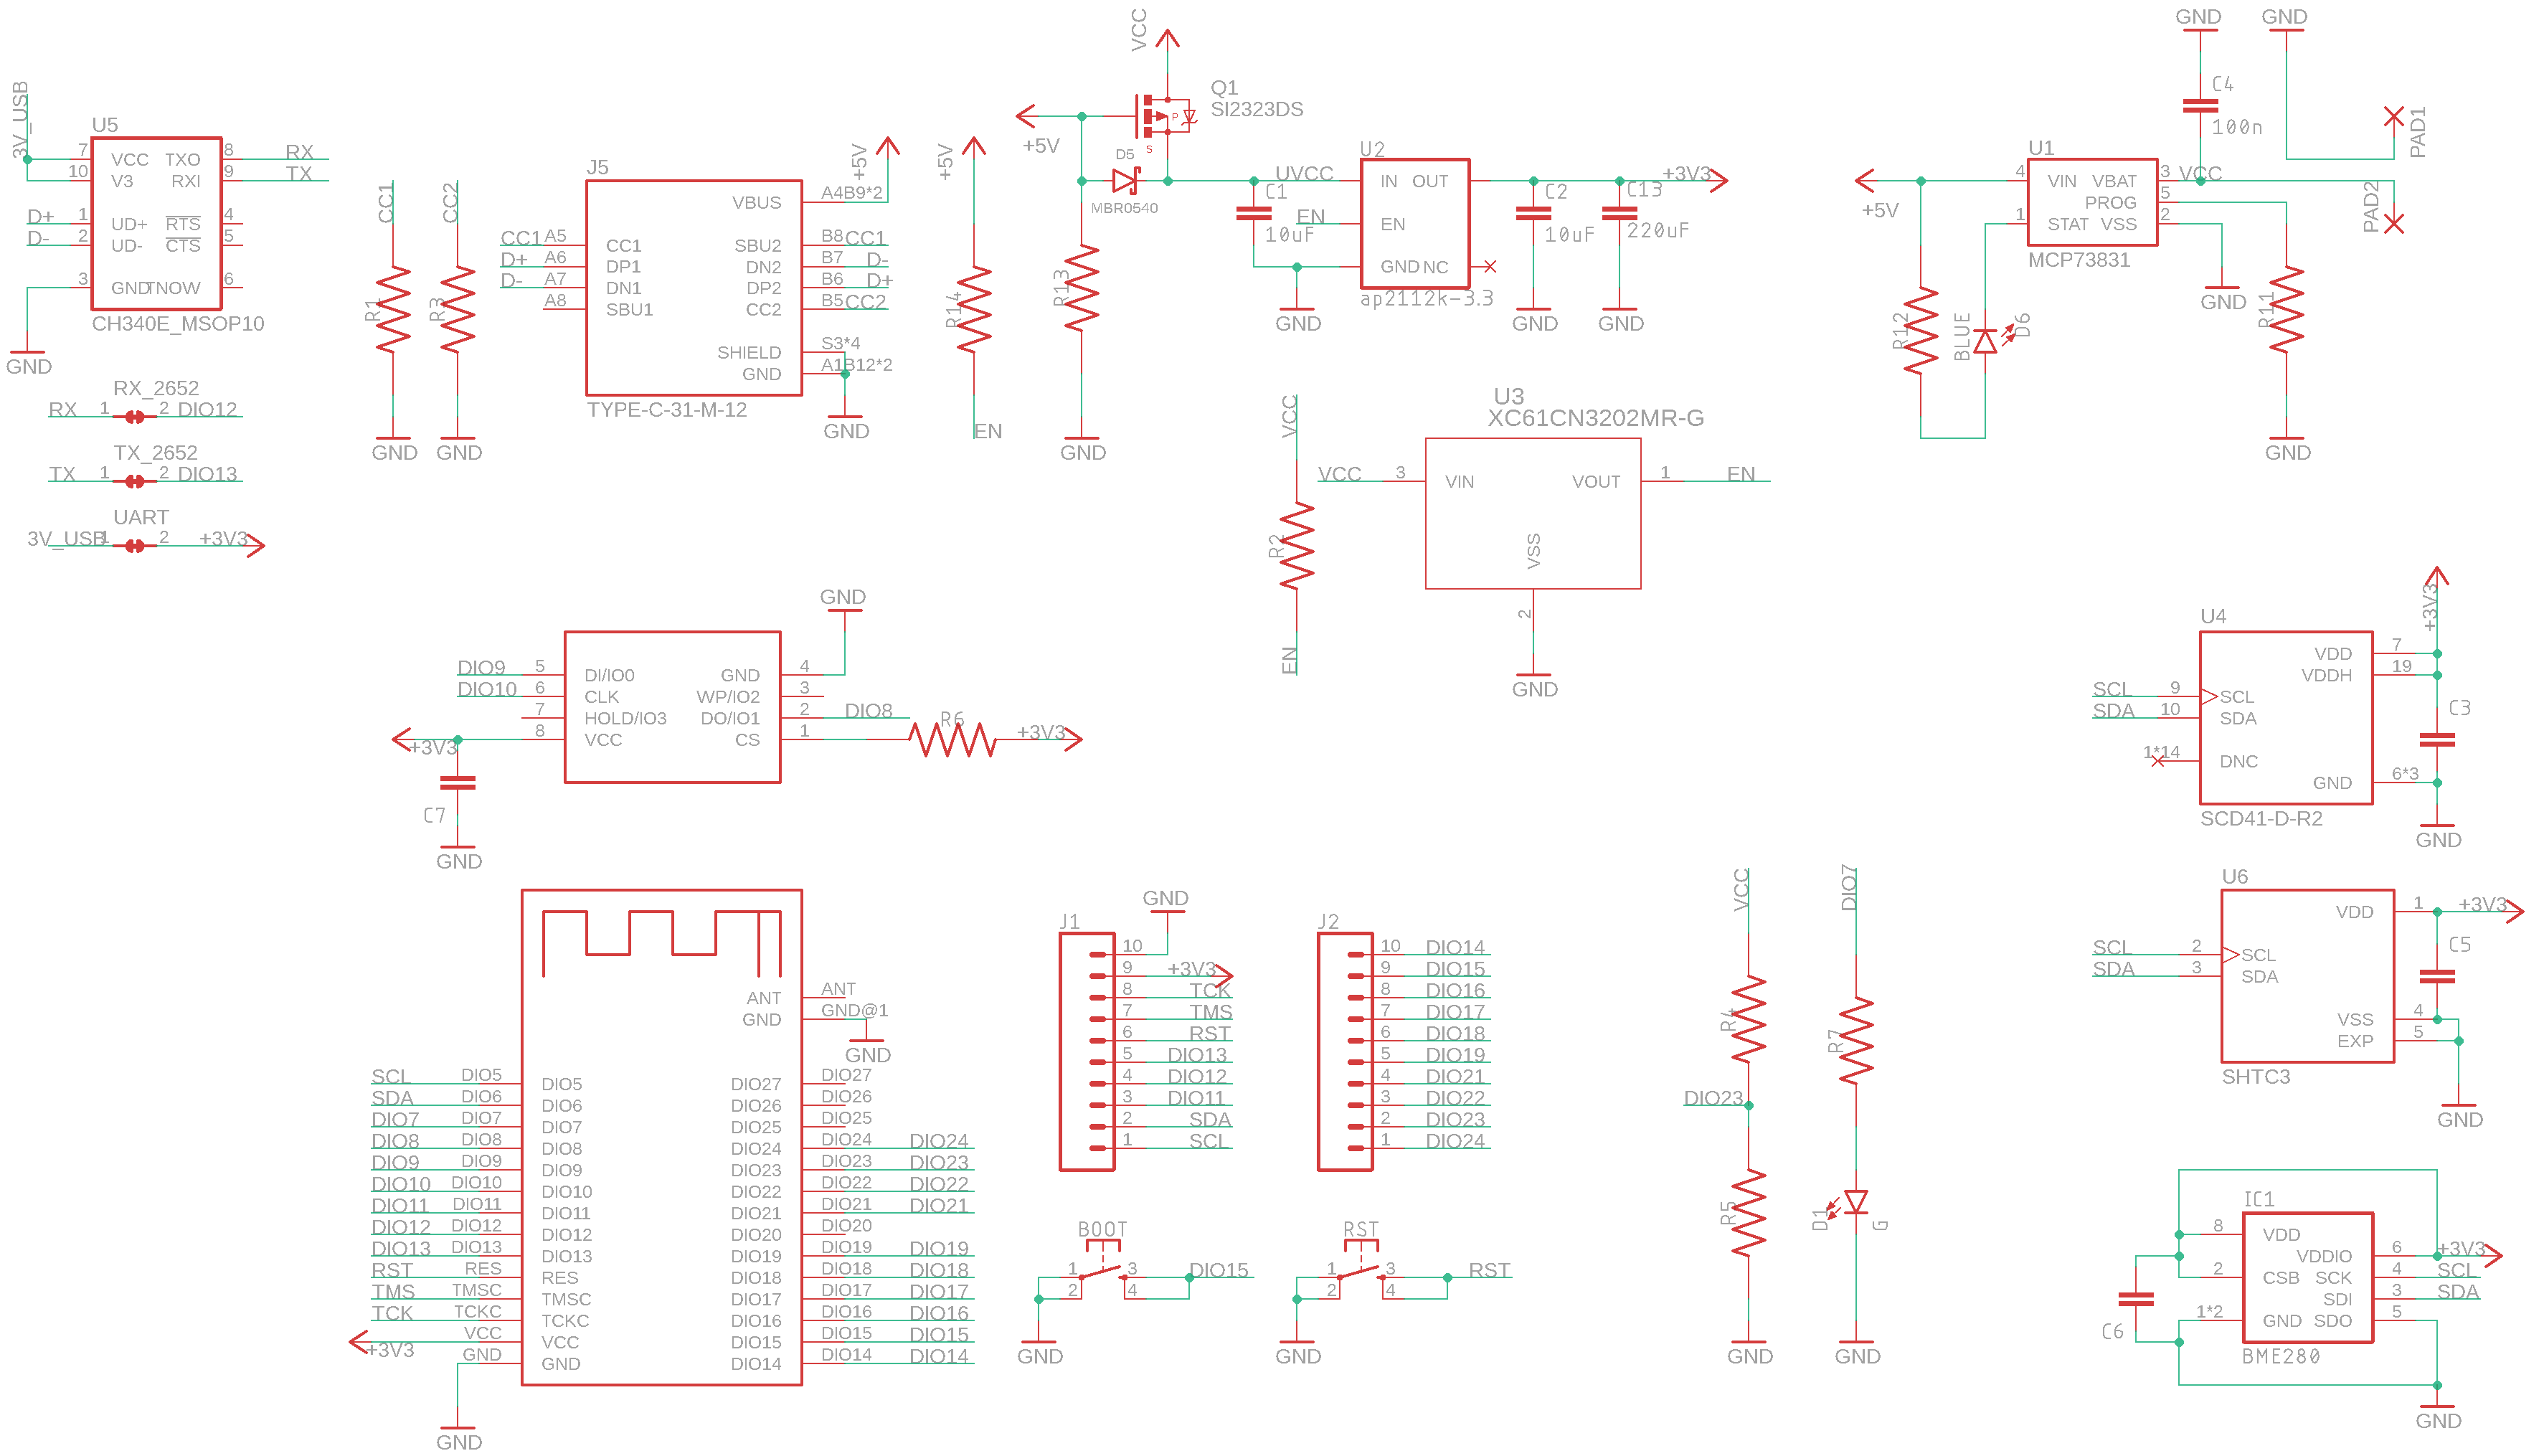 3V_USB
U5
7 VCC TXO 8 RX
10 V3 RXI 9 TX
D+ 1 UD+ RTS 4
D- 2 UD- CTS 5
3 GND TNOW 6
CH340E_MSOP10
GND
RX_2652
RX 1 2 DIO12
TX_2652
TX 1 2 DIO13
UART
3V_USB 1 2 +3V3
CC1
R1
GND
CC2
R3
GND
J5
VBUS A4B9*2 +5V
CC1 A5 CC1 SBU2 B8 CC1
D+ A6 DP1 DN2 B7 D-
D- A7 DN1 DP2 B6 D+
A8 SBU1 CC2 B5 CC2
SHIELD S3*4
GND A1B12*2
TYPE-C-31-M-12
GND
+5V
R14
EN
VCC
Q1
SI2323DS
P
S
+5V
D5
MBR0540
R13
GND
UVCC
C1
10uF
EN
GND
U2
IN OUT
EN
GND NC
ap2112k-3.3
+3V3
C2
10uF
C13
220uF
GND
GND
GND
GND
C4
100n
PAD1
PAD2
U1
+5V
4 VIN VBAT 3 VCC
PROG 5
1 STAT VSS 2
MCP73831
GND
R12
BLUE
D6
R11
GND
VCC
R2
EN
U3
XC61CN3202MR-G
VCC 3 VIN VOUT 1 EN
VSS
2
GND
GND
DIO9 5 DI/IO0 GND 4
DIO10 6 CLK WP/IO2 3
7 HOLD/IO3 DO/IO1 2 DIO8
+3V3 8 VCC CS 1 R6 +3V3
C7
GND
+3V3
U4
VDD 7
VDDH 19
SCL 9 SCL
SDA 10 SDA
1*14 DNC
GND 6*3
C3
SCD41-D-R2
GND
ANT ANT
GND GND@1
GND
SCL DIO5 DIO5 DIO27 DIO27
SDA DIO6 DIO6 DIO26 DIO26
DIO7 DIO7 DIO7 DIO25 DIO25
DIO8 DIO8 DIO8 DIO24 DIO24 DIO24
DIO9 DIO9 DIO9 DIO23 DIO23 DIO23
DIO10 DIO10 DIO10 DIO22 DIO22 DIO22
DIO11 DIO11 DIO11 DIO21 DIO21 DIO21
DIO12 DIO12 DIO12 DIO20 DIO20
DIO13 DIO13 DIO13 DIO19 DIO19 DIO19
RST RES RES DIO18 DIO18 DIO18
TMS TMSC TMSC DIO17 DIO17 DIO17
TCK TCKC TCKC DIO16 DIO16 DIO16
+3V3 VCC VCC DIO15 DIO15 DIO15
GND GND DIO14 DIO14 DIO14
GND
J1
GND
10
9 +3V3
8 TCK
7 TMS
6 RST
5 DIO13
4 DIO12
3 DIO11
2 SDA
1 SCL
J2
10 DIO14
9 DIO15
8 DIO16
7 DIO17
6 DIO18
5 DIO19
4 DIO21
3 DIO22
2 DIO23
1 DIO24
BOOT
1 3 DIO15
2 4
GND
RST
1 3 RST
2 4
GND
VCC
R4
DIO23
R5
GND
DIO7
R7
D1
G
GND
U6
VDD 1 +3V3
SCL 2 SCL
SDA 3 SDA
C5
VSS 4
EXP 5
SHTC3
GND
IC1
8 VDD
VDDIO 6 +3V3
2 CSB SCK 4 SCL
SDI 3 SDA
1*2 GND SDO 5
C6
BME280
GND